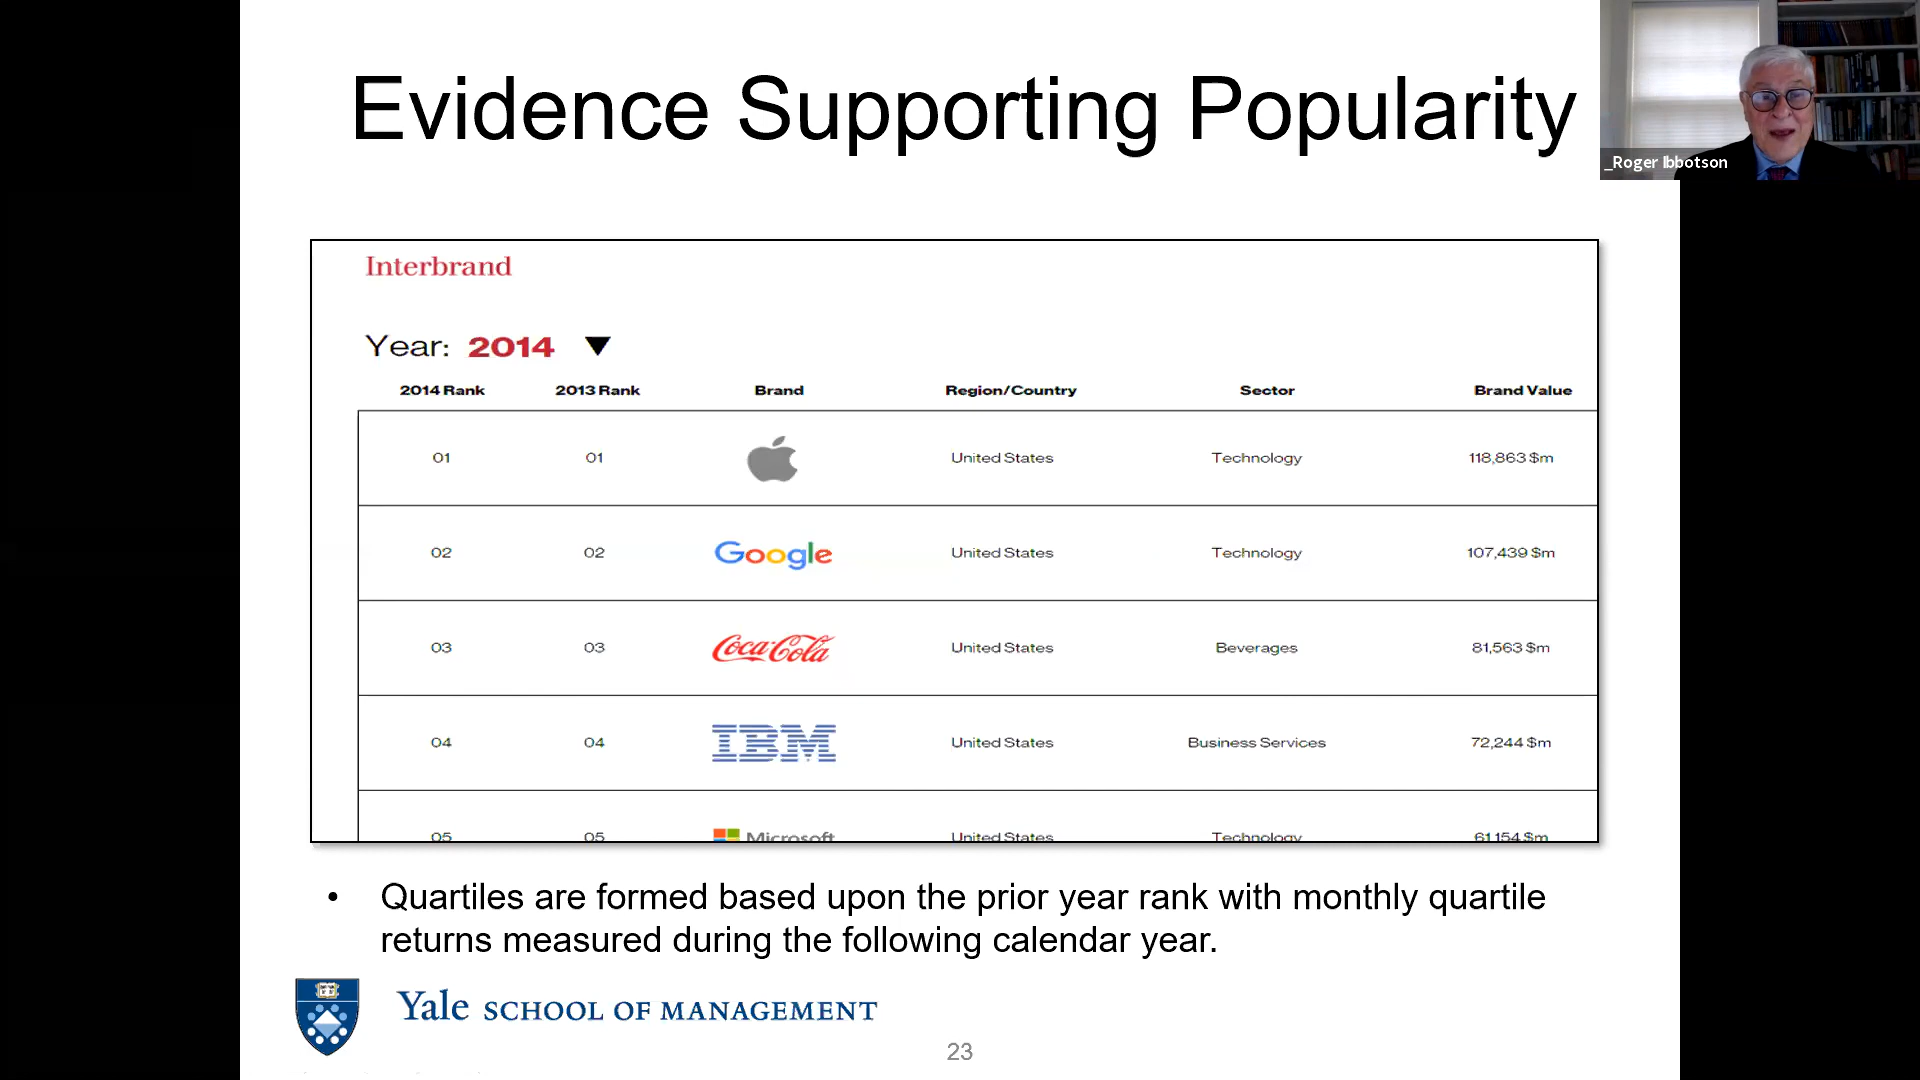 Evidence Supporting Popularity
_Roger Ibbotson
Interbrand
Year: 2014 ▼
2014 Rank 2013 Rank Brand Region/Country Sector Brand Value
01 01 United States Technology 118,863 $m
02 02 Google United States Technology 107,439 $m
03 03 Coca-Cola United States Beverages 81,563 $m
04 04 IBM United States Business Services 72,244 $m
05 05 Microsoft United States Technology 61,154 $m
• Quartiles are formed based upon the prior year rank with monthly quartile
returns measured during the following calendar year.
Yale SCHOOL OF MANAGEMENT
23